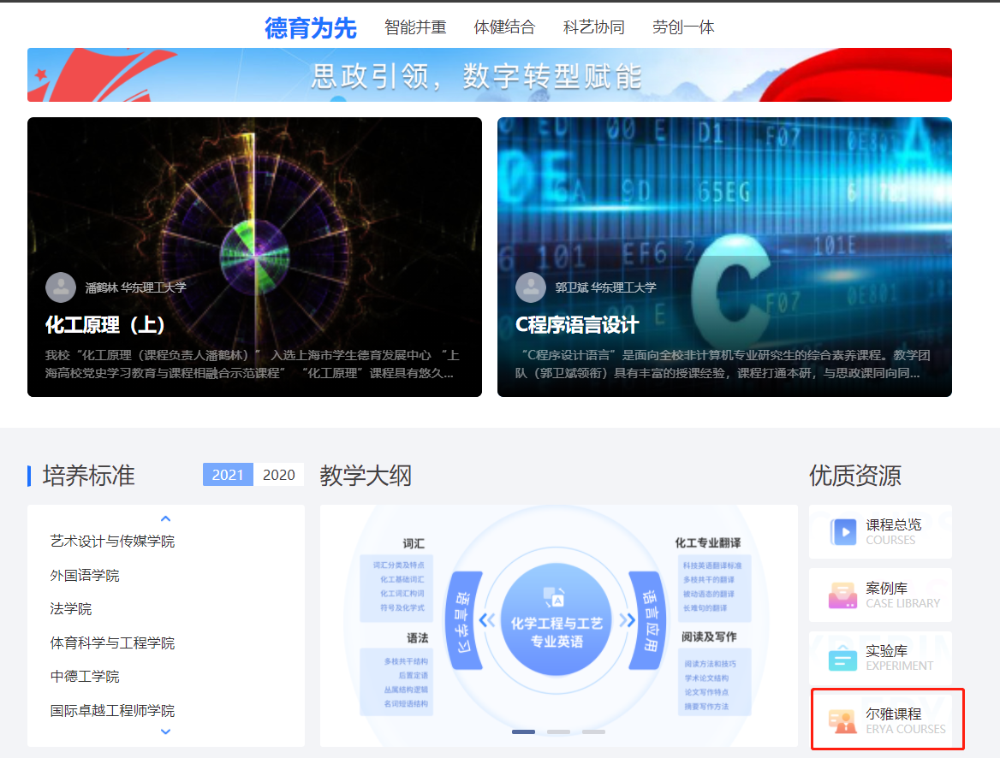 德育为先 智能并重 体健结合 科艺协同 劳创一体
思政引领，数字转型赋能
潘鹤林 华东理工大学
化工原理（上）
我校“化工原理（课程负责人潘鹤林）” 入选上海市学生德育发展中心 “上
海高校党史学习教育与课程相融合示范课程” “化工原理”课程具有悠久...
郭卫斌 华东理工大学
C程序语言设计
“C程序设计语言”是面向全校非计算机专业研究生的综合素养课程。教学团
队（郭卫斌领衔）具有丰富的授课经验，课程打通本研，与思政课同向同...
培养标准
2021 2020
艺术设计与传媒学院
外国语学院
法学院
体育科学与工程学院
中德工学院
国际卓越工程师学院
教学大纲
词汇
词汇分类及特点
化工基础词汇
化工词汇构词
符号及化学式
语法
多枝共干结构
后置定语
丛属结构逻辑
名词短语结构
语言学习
化学工程与工艺
专业英语
语言应用
化工专业翻译
科技英语翻译标准
多枝共干的翻译
被动语态的翻译
长难句的翻译
阅读及写作
阅读方法和技巧
学术论文结构
论文写作特点
摘要写作方法
优质资源
课程总览
COURSES
案例库
CASE LIBRARY
实验库
EXPERIMENT
尔雅课程
ERYA COURSES